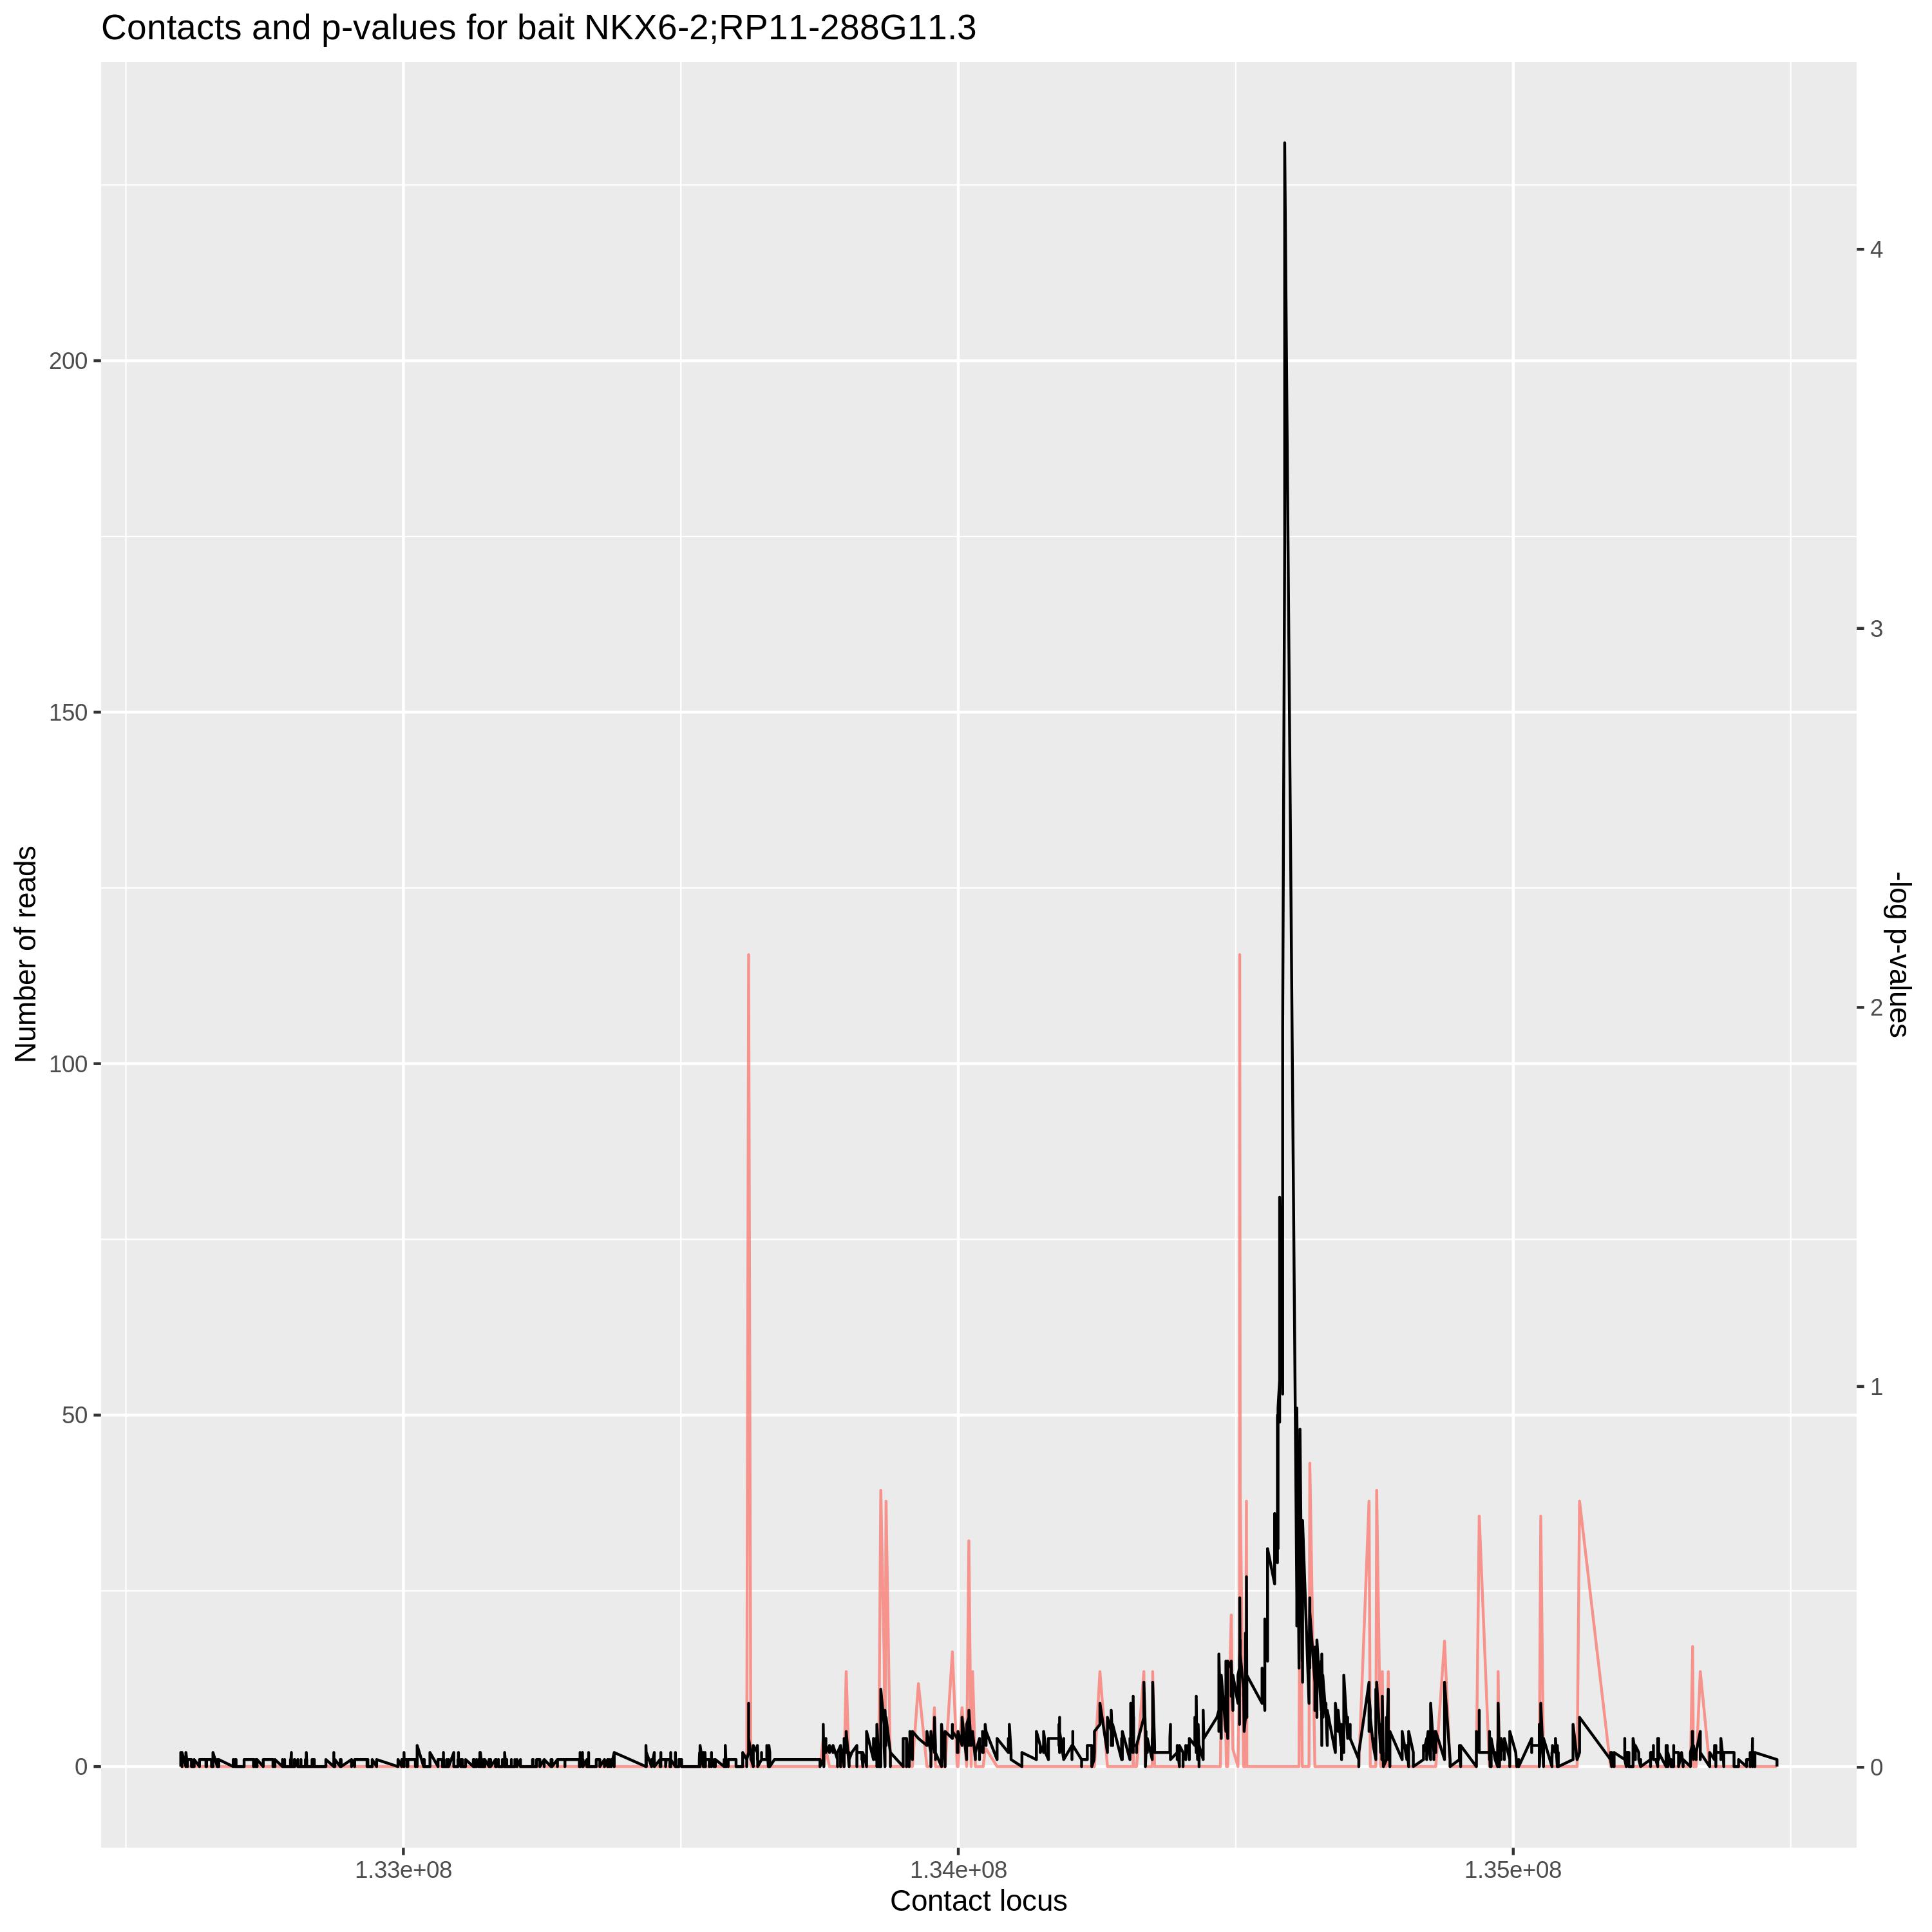 Contacts and p-values for bait NKX6-2;RP11-288G11.3
200
150
100
50
0
Number of reads
4
3
2
1
0
-log p-values
1.33e+08 1.34e+08 1.35e+08
Contact locus